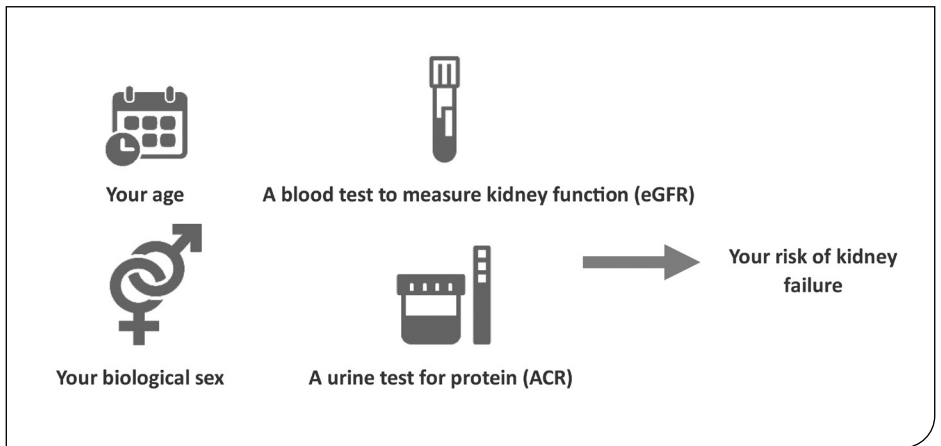 Your age
A blood test to measure kidney function (eGFR)
Your biological sex
A urine test for protein (ACR)
Your risk of kidney
failure